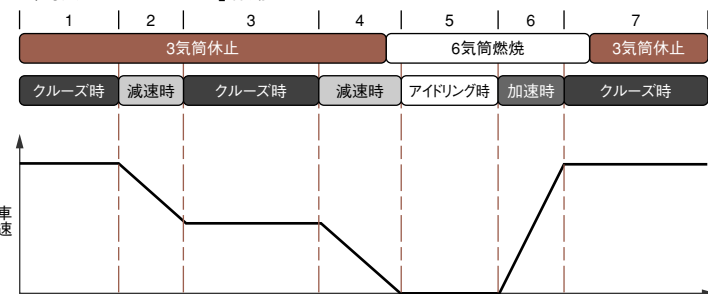 1 2 3 4 5 6 7
3気筒休止 6気筒燃焼 3気筒休止
クルーズ時 減速時 クルーズ時 減速時 アイドリング時 加速時 クルーズ時
車速